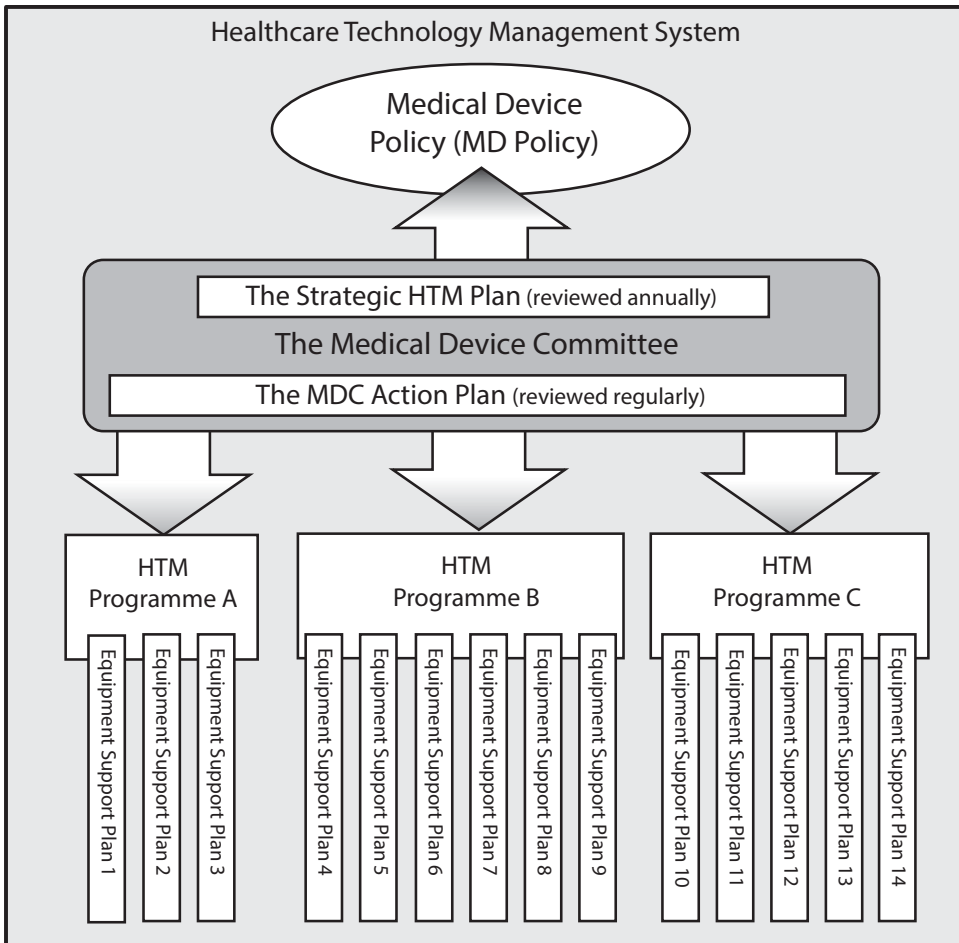 Healthcare Technology Management System
Medical Device
Policy (MD Policy)
The Strategic HTM Plan (reviewed annually)
The Medical Device Committee
The MDC Action Plan (reviewed regularly)
HTM
Programme A
HTM
Programme B
HTM
Programme C
Equipment Support Plan 1
Equipment Support Plan 2
Equipment Support Plan 3
Equipment Support Plan 4
Equipment Support Plan 5
Equipment Support Plan 6
Equipment Support Plan 7
Equipment Support Plan 8
Equipment Support Plan 9
Equipment Support Plan 10
Equipment Support Plan 11
Equipment Support Plan 12
Equipment Support Plan 13
Equipment Support Plan 14